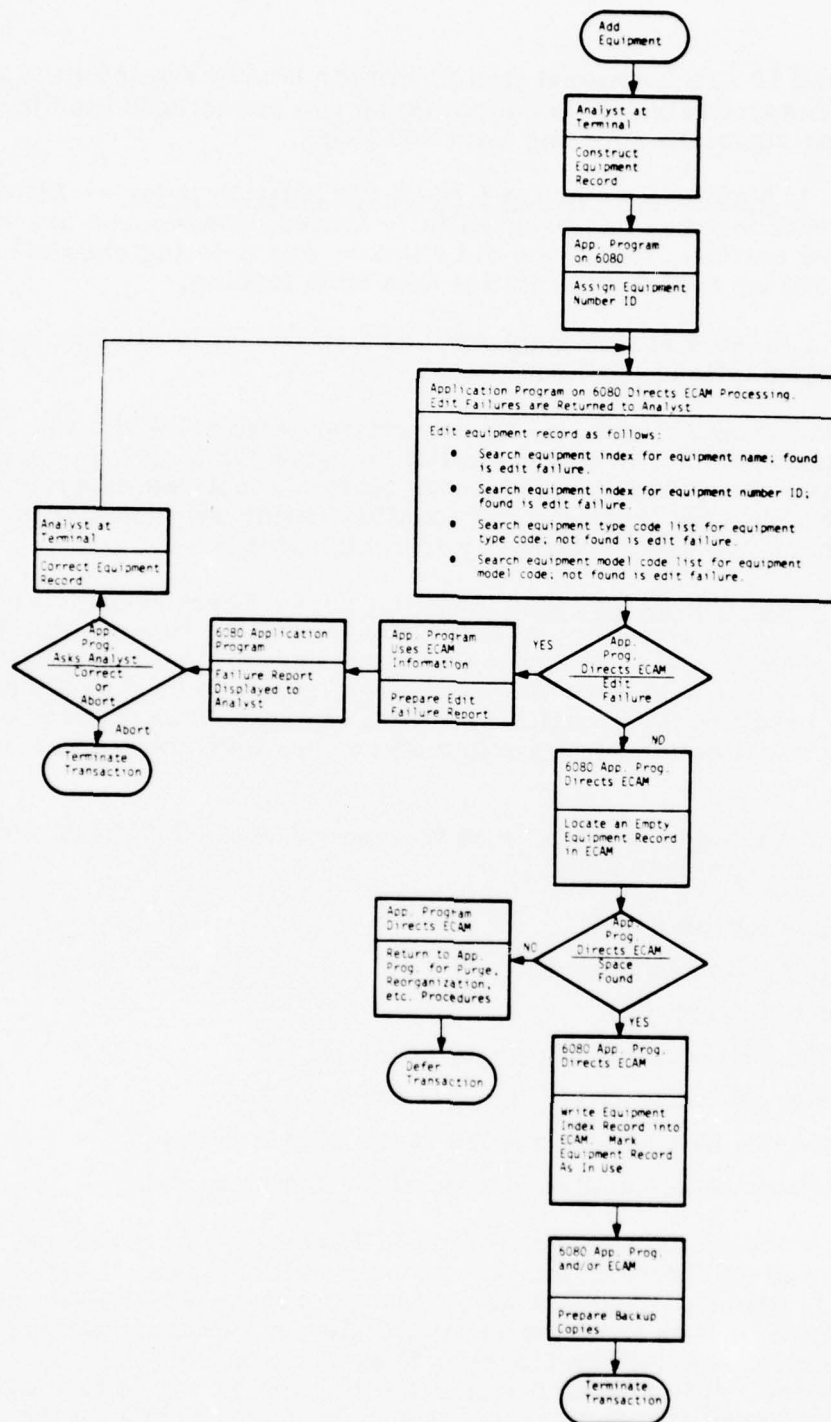 Add
Equipment
Analyst at
Terminal
Construct
Equipment
Record
App. Program
on 6080
Assign Equipment
Number ID
Application Program on 6080 Directs ECAM Processing.
Edit Failures are Returned to Analyst
Edit equipment record as follows:
● Search equipment index for equipment name; found
is edit failure.
● Search equipment index for equipment number ID;
found is edit failure.
● Search equipment type code list for equipment
type code; not found is edit failure.
● Search equipment model code list for equipment
model code; not found is edit failure.
Analyst at
Terminal
Correct Equipment
Record
App.
Prog.
Asks Analyst
Correct
or
Abort
Abort
Terminate
Transaction
6080 Application
Program
Failure Report
Displayed to
Analyst
App. Program
Uses ECAM
Information
Prepare Edit
Failure Report
YES
App.
Prog.
Directs ECAM
Edit
Failure
NO
6080 App. Prog.
Directs ECAM
Locate an Empty
Equipment Record
in ECAM
App. Program
Directs ECAM
Return to App.
Prog. for Purge,
Reorganization,
etc. Procedures
NO
App.
Prog.
Directs ECAM
Space
Found
YES
Defer
Transaction
6080 App. Prog.
Directs ECAM
Write Equipment
Index Record into
ECAM. Mark
Equipment Record
As In Use
6080 App. Prog.
and/or ECAM
Prepare Backup
Copies
Terminate
Transaction